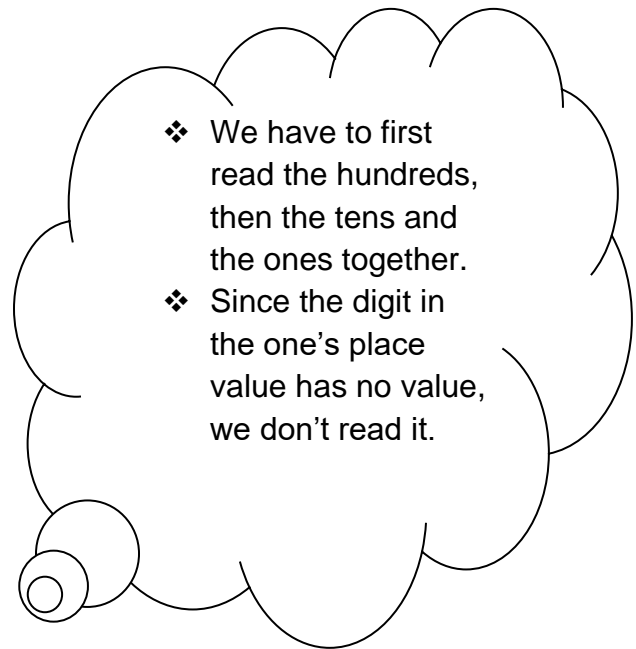 ❖ We have to first
read the hundreds,
then the tens and
the ones together.
❖ Since the digit in
the one’s place
value has no value,
we don’t read it.